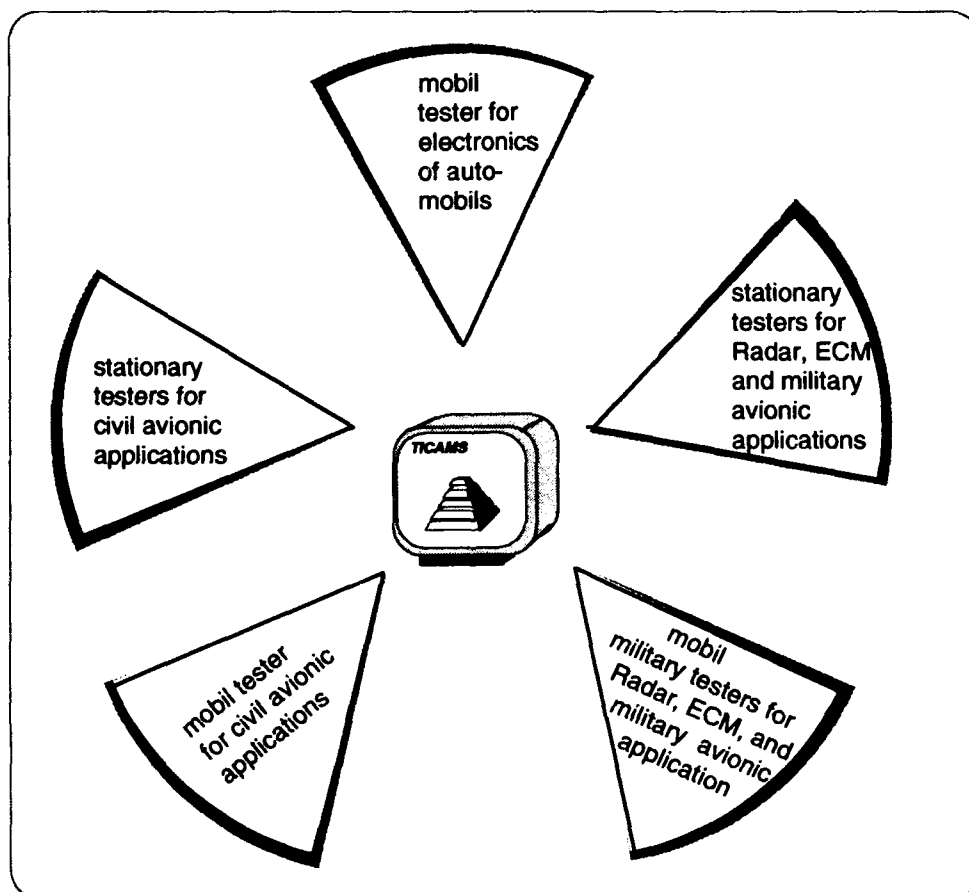 mobil
tester for
electronics
of auto-
mobils
stationary
testers for
Radar, ECM
and military
avionic
applications
stationary
testers for
civil avionic
applications
TICAMS
mobil tester
for civil avionic
applications
mobil
military testers for
Radar, ECM, and
military avionic
application